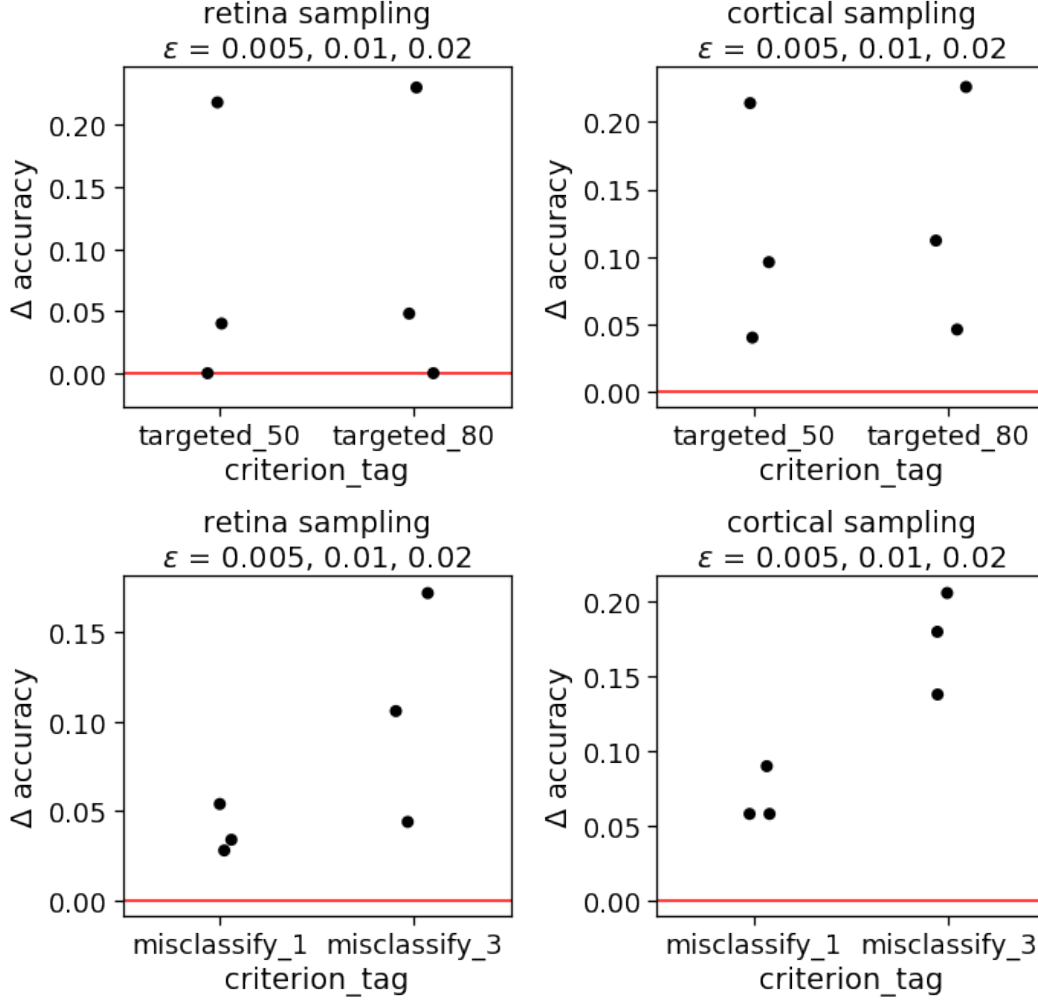 retina sampling
ε = 0.005, 0.01, 0.02
Δ accuracy
0.20
0.15
0.10
0.05
0.00
targeted_50 targeted_80
criterion_tag
cortical sampling
ε = 0.005, 0.01, 0.02
Δ accuracy
0.20
0.15
0.10
0.05
0.00
targeted_50 targeted_80
criterion_tag
retina sampling
ε = 0.005, 0.01, 0.02
Δ accuracy
0.15
0.10
0.05
0.00
misclassify_1 misclassify_3
criterion_tag
cortical sampling
ε = 0.005, 0.01, 0.02
Δ accuracy
0.20
0.15
0.10
0.05
0.00
misclassify_1 misclassify_3
criterion_tag